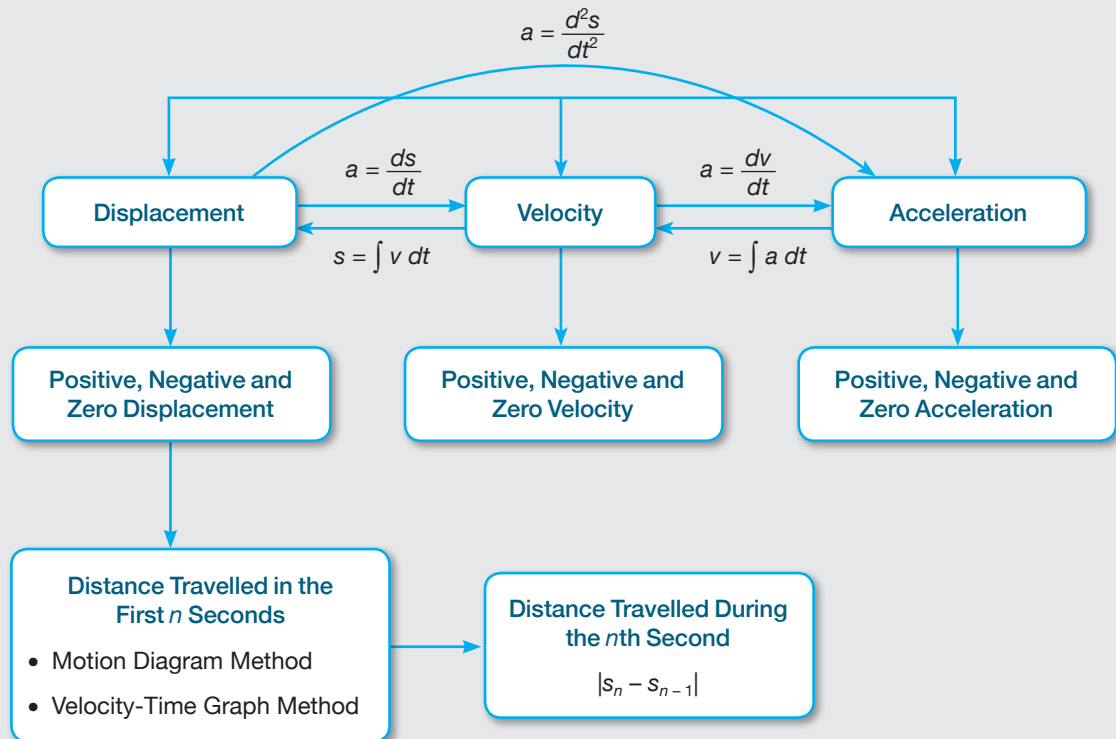 a = d²s/dt²
a = ds/dt
a = dv/dt
Displacement
Velocity
Acceleration
s = ∫ v dt
v = ∫ a dt
Positive, Negative and
Zero Displacement
Positive, Negative and
Zero Velocity
Positive, Negative and
Zero Acceleration
Distance Travelled in the
First n Seconds
• Motion Diagram Method
• Velocity-Time Graph Method
Distance Travelled During
the nth Second
|sₙ – sₙ ₋ ₁|